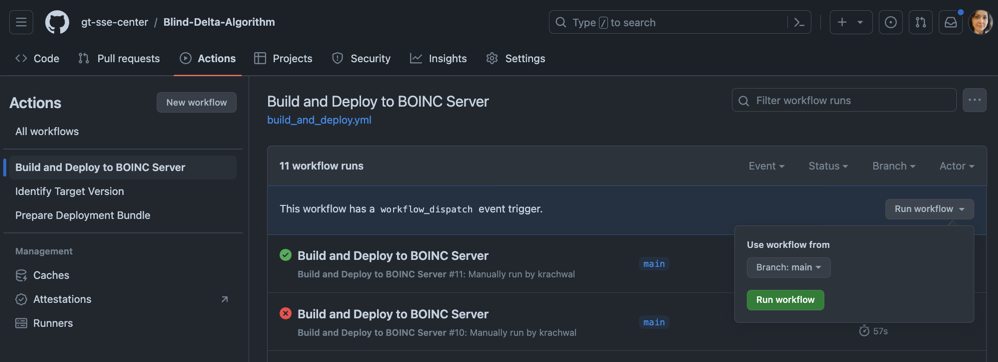 gt-sse-center / Blind-Delta-Algorithm
Type / to search
Code Pull requests Actions Projects Security Insights Settings
Actions
New workflow
All workflows
Build and Deploy to BOINC Server
Identify Target Version
Prepare Deployment Bundle
Management
Caches
Attestations
Runners
Build and Deploy to BOINC Server
build_and_deploy.yml
Filter workflow runs
11 workflow runs
Event Status Branch Actor
This workflow has a workflow_dispatch event trigger.
Run workflow
Use workflow from
Branch: main
Run workflow
Build and Deploy to BOINC Server
Build and Deploy to BOINC Server #11: Manually run by krachwal
main
Build and Deploy to BOINC Server
Build and Deploy to BOINC Server #10: Manually run by krachwal
main
57s